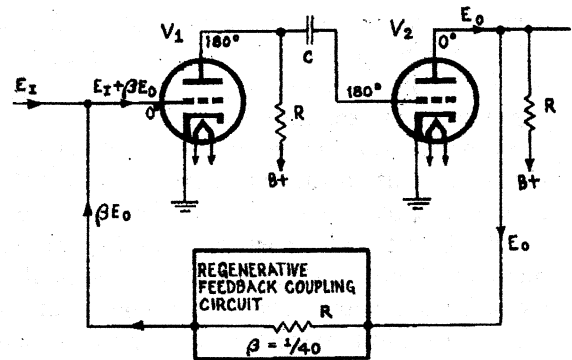 V1
V2
E0
180°
0°
C
EI
EI+βE0
0°
180°
R
R
B+
B+
βE0
E0
REGENERATIVE
FEEDBACK COUPLING
CIRCUIT
R
β = 1/40